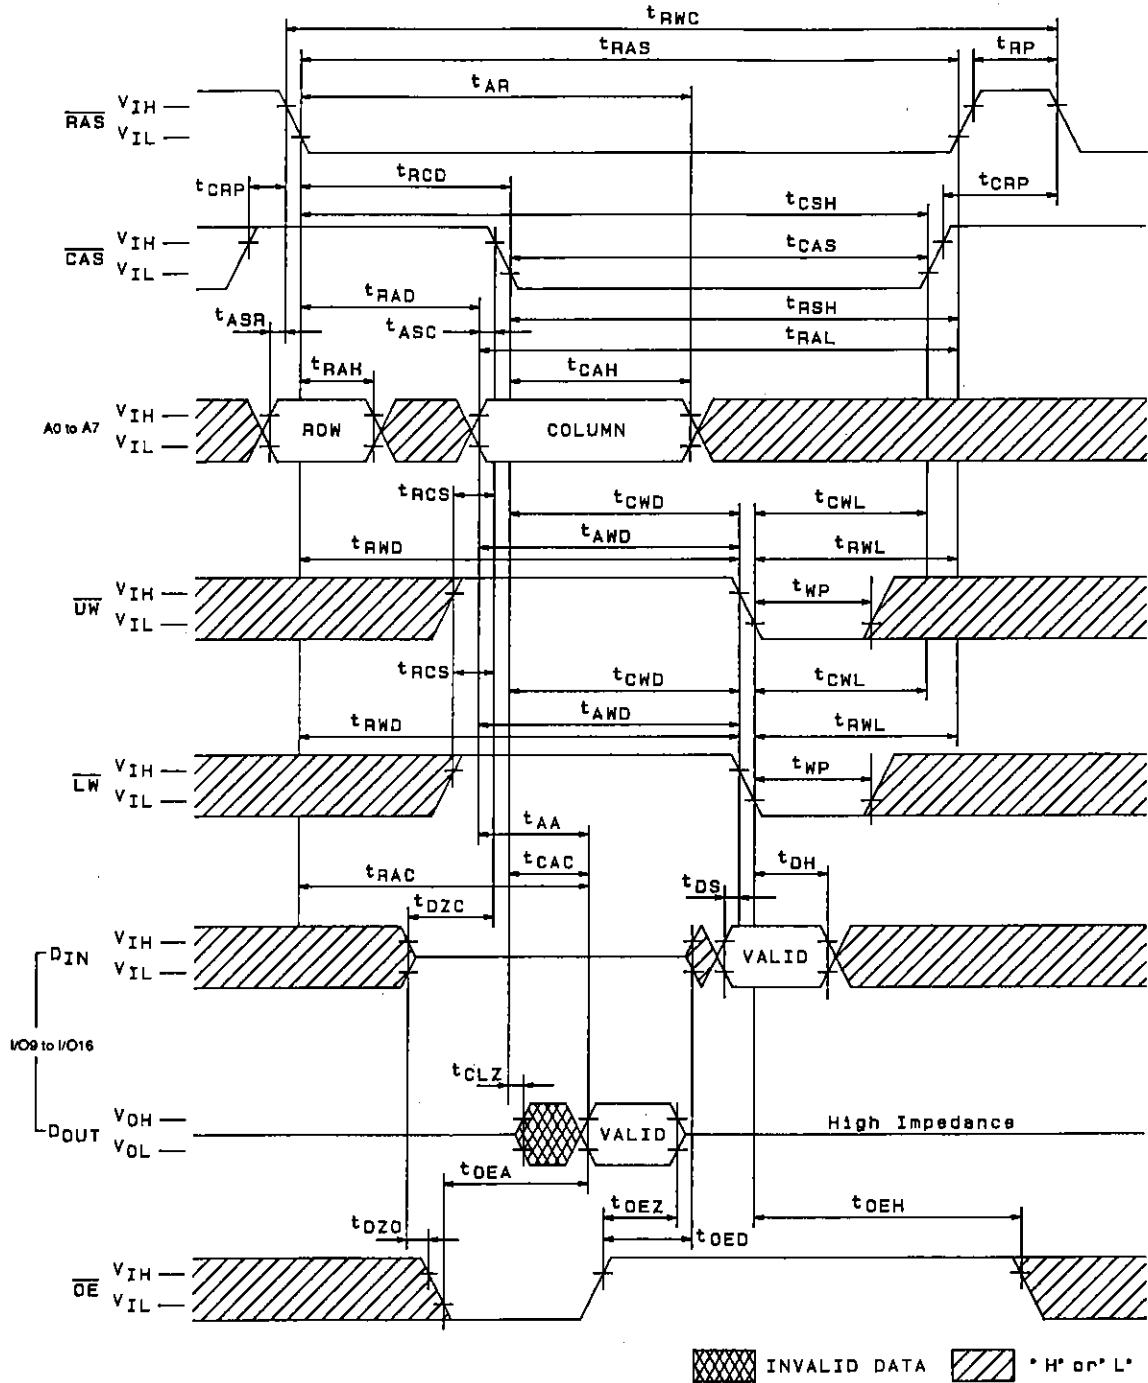 tRWC
tRAS tRP
tAR
RAS VIH
VIL
tCRP tRCD tCRP
tCSH
CAS VIH
VIL
tCAS
tRAD tRSH
tASR tASC tRAL
tRAH tCAH
A0 to A7 VIH
VIL
ROW COLUMN
tRCS tCWD tCWL
tRWD tAWD tRWL
UW VIH
VIL
tWP
tRCS tCWD tCWL
tRWD tAWD tRWL
LW VIH
VIL
tWP
tAA
tRAC tCAC tDH
tDZC tDS
DIN VIH
VIL
VALID
I/O9 to I/O16
tCLZ
DOUT VOH
VOL
VALID High Impedance
tOEA
tOEZ tOEH
tDZO tOED
OE VIH
VIL
INVALID DATA "H" or "L"